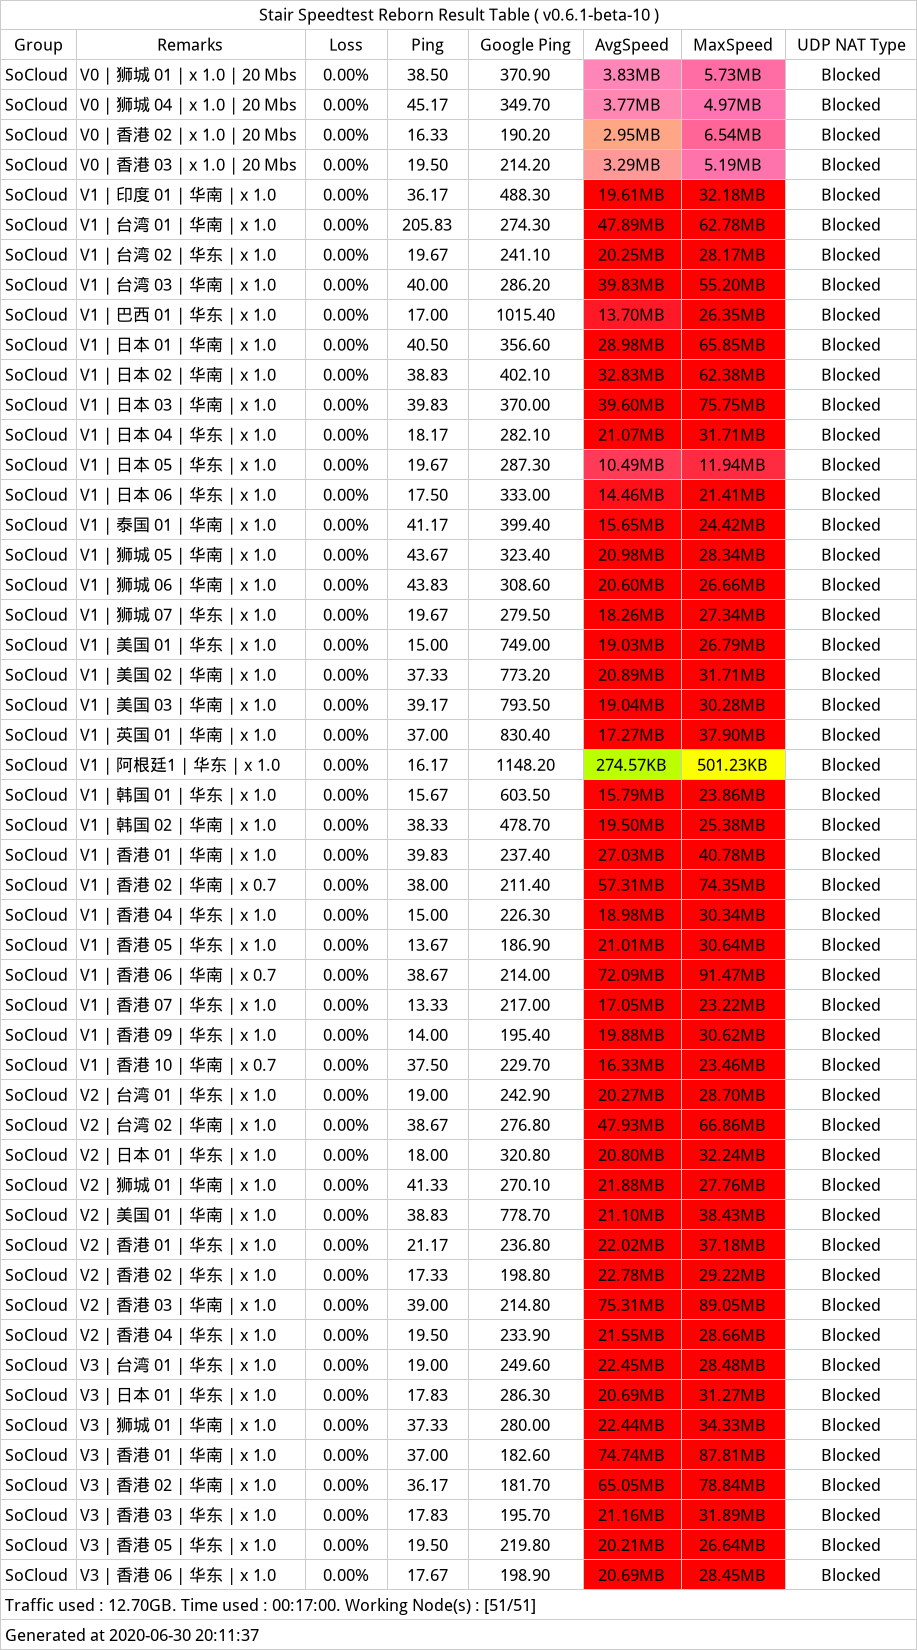 Stair Speedtest Reborn Result Table ( v0.6.1-beta-10 )
Group Remarks Loss Ping Google Ping AvgSpeed MaxSpeed UDP NAT Type
SoCloud V0 | 狮城 01 | x 1.0 | 20 Mbs 0.00% 38.50 370.90 3.83MB 5.73MB Blocked
SoCloud V0 | 狮城 04 | x 1.0 | 20 Mbs 0.00% 45.17 349.70 3.77MB 4.97MB Blocked
SoCloud V0 | 香港 02 | x 1.0 | 20 Mbs 0.00% 16.33 190.20 2.95MB 6.54MB Blocked
SoCloud V0 | 香港 03 | x 1.0 | 20 Mbs 0.00% 19.50 214.20 3.29MB 5.19MB Blocked
SoCloud V1 | 印度 01 | 华南 | x 1.0 0.00% 36.17 488.30 19.61MB 32.18MB Blocked
SoCloud V1 | 台湾 01 | 华南 | x 1.0 0.00% 205.83 274.30 47.89MB 62.78MB Blocked
SoCloud V1 | 台湾 02 | 华东 | x 1.0 0.00% 19.67 241.10 20.25MB 28.17MB Blocked
SoCloud V1 | 台湾 03 | 华南 | x 1.0 0.00% 40.00 286.20 39.83MB 55.20MB Blocked
SoCloud V1 | 巴西 01 | 华东 | x 1.0 0.00% 17.00 1015.40 13.70MB 26.35MB Blocked
SoCloud V1 | 日本 01 | 华南 | x 1.0 0.00% 40.50 356.60 28.98MB 65.85MB Blocked
SoCloud V1 | 日本 02 | 华南 | x 1.0 0.00% 38.83 402.10 32.83MB 62.38MB Blocked
SoCloud V1 | 日本 03 | 华南 | x 1.0 0.00% 39.83 370.00 39.60MB 75.75MB Blocked
SoCloud V1 | 日本 04 | 华东 | x 1.0 0.00% 18.17 282.10 21.07MB 31.71MB Blocked
SoCloud V1 | 日本 05 | 华东 | x 1.0 0.00% 19.67 287.30 10.49MB 11.94MB Blocked
SoCloud V1 | 日本 06 | 华东 | x 1.0 0.00% 17.50 333.00 14.46MB 21.41MB Blocked
SoCloud V1 | 泰国 01 | 华南 | x 1.0 0.00% 41.17 399.40 15.65MB 24.42MB Blocked
SoCloud V1 | 狮城 05 | 华南 | x 1.0 0.00% 43.67 323.40 20.98MB 28.34MB Blocked
SoCloud V1 | 狮城 06 | 华南 | x 1.0 0.00% 43.83 308.60 20.60MB 26.66MB Blocked
SoCloud V1 | 狮城 07 | 华东 | x 1.0 0.00% 19.67 279.50 18.26MB 27.34MB Blocked
SoCloud V1 | 美国 01 | 华东 | x 1.0 0.00% 15.00 749.00 19.03MB 26.79MB Blocked
SoCloud V1 | 美国 02 | 华南 | x 1.0 0.00% 37.33 773.20 20.89MB 31.71MB Blocked
SoCloud V1 | 美国 03 | 华南 | x 1.0 0.00% 39.17 793.50 19.04MB 30.28MB Blocked
SoCloud V1 | 英国 01 | 华南 | x 1.0 0.00% 37.00 830.40 17.27MB 37.90MB Blocked
SoCloud V1 | 阿根廷1 | 华东 | x 1.0 0.00% 16.17 1148.20 274.57KB 501.23KB Blocked
SoCloud V1 | 韩国 01 | 华东 | x 1.0 0.00% 15.67 603.50 15.79MB 23.86MB Blocked
SoCloud V1 | 韩国 02 | 华南 | x 1.0 0.00% 38.33 478.70 19.50MB 25.38MB Blocked
SoCloud V1 | 香港 01 | 华南 | x 1.0 0.00% 39.83 237.40 27.03MB 40.78MB Blocked
SoCloud V1 | 香港 02 | 华南 | x 0.7 0.00% 38.00 211.40 57.31MB 74.35MB Blocked
SoCloud V1 | 香港 04 | 华东 | x 1.0 0.00% 15.00 226.30 18.98MB 30.34MB Blocked
SoCloud V1 | 香港 05 | 华东 | x 1.0 0.00% 13.67 186.90 21.01MB 30.64MB Blocked
SoCloud V1 | 香港 06 | 华南 | x 0.7 0.00% 38.67 214.00 72.09MB 91.47MB Blocked
SoCloud V1 | 香港 07 | 华东 | x 1.0 0.00% 13.33 217.00 17.05MB 23.22MB Blocked
SoCloud V1 | 香港 09 | 华东 | x 1.0 0.00% 14.00 195.40 19.88MB 30.62MB Blocked
SoCloud V1 | 香港 10 | 华南 | x 0.7 0.00% 37.50 229.70 16.33MB 23.46MB Blocked
SoCloud V2 | 台湾 01 | 华东 | x 1.0 0.00% 19.00 242.90 20.27MB 28.70MB Blocked
SoCloud V2 | 台湾 02 | 华南 | x 1.0 0.00% 38.67 276.80 47.93MB 66.86MB Blocked
SoCloud V2 | 日本 01 | 华东 | x 1.0 0.00% 18.00 320.80 20.80MB 32.24MB Blocked
SoCloud V2 | 狮城 01 | 华南 | x 1.0 0.00% 41.33 270.10 21.88MB 27.76MB Blocked
SoCloud V2 | 美国 01 | 华南 | x 1.0 0.00% 38.83 778.70 21.10MB 38.43MB Blocked
SoCloud V2 | 香港 01 | 华东 | x 1.0 0.00% 21.17 236.80 22.02MB 37.18MB Blocked
SoCloud V2 | 香港 02 | 华东 | x 1.0 0.00% 17.33 198.80 22.78MB 29.22MB Blocked
SoCloud V2 | 香港 03 | 华南 | x 1.0 0.00% 39.00 214.80 75.31MB 89.05MB Blocked
SoCloud V2 | 香港 04 | 华东 | x 1.0 0.00% 19.50 233.90 21.55MB 28.66MB Blocked
SoCloud V3 | 台湾 01 | 华东 | x 1.0 0.00% 19.00 249.60 22.45MB 28.48MB Blocked
SoCloud V3 | 日本 01 | 华东 | x 1.0 0.00% 17.83 286.30 20.69MB 31.27MB Blocked
SoCloud V3 | 狮城 01 | 华南 | x 1.0 0.00% 37.33 280.00 22.44MB 34.33MB Blocked
SoCloud V3 | 香港 01 | 华南 | x 1.0 0.00% 37.00 182.60 74.74MB 87.81MB Blocked
SoCloud V3 | 香港 02 | 华南 | x 1.0 0.00% 36.17 181.70 65.05MB 78.84MB Blocked
SoCloud V3 | 香港 03 | 华东 | x 1.0 0.00% 17.83 195.70 21.16MB 31.89MB Blocked
SoCloud V3 | 香港 05 | 华东 | x 1.0 0.00% 19.50 219.80 20.21MB 26.64MB Blocked
SoCloud V3 | 香港 06 | 华东 | x 1.0 0.00% 17.67 198.90 20.69MB 28.45MB Blocked
Traffic used : 12.70GB. Time used : 00:17:00. Working Node(s) : [51/51]
Generated at 2020-06-30 20:11:37